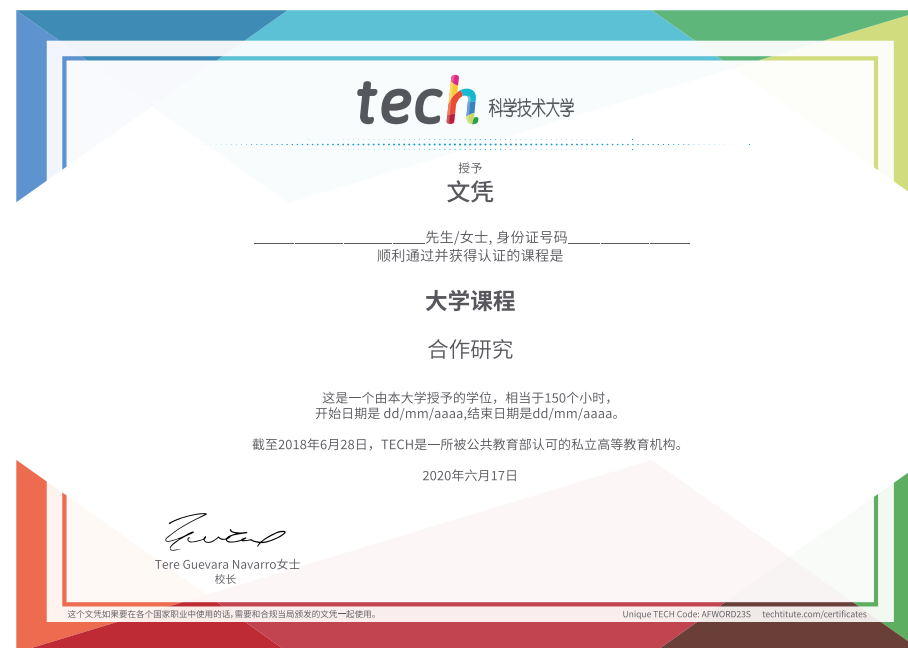 tech 科学技术大学
授予
文凭
____________________先生/女士, 身份证号码______________
顺利通过并获得认证的课程是
大学课程
合作研究
这是一个由本大学授予的学位，相当于150个小时，
开始日期是 dd/mm/aaaa,结束日期是dd/mm/aaaa。
截至2018年6月28日，TECH是一所被公共教育部认可的私立高等教育机构。
2020年六月17日
Tere Guevara Navarro女士
校长
这个文凭如果要在各个国家职业中使用的话,需要和合规当局颁发的文凭一起使用。
Unique TECH Code: AFWORD23S techtitute.com/certificates